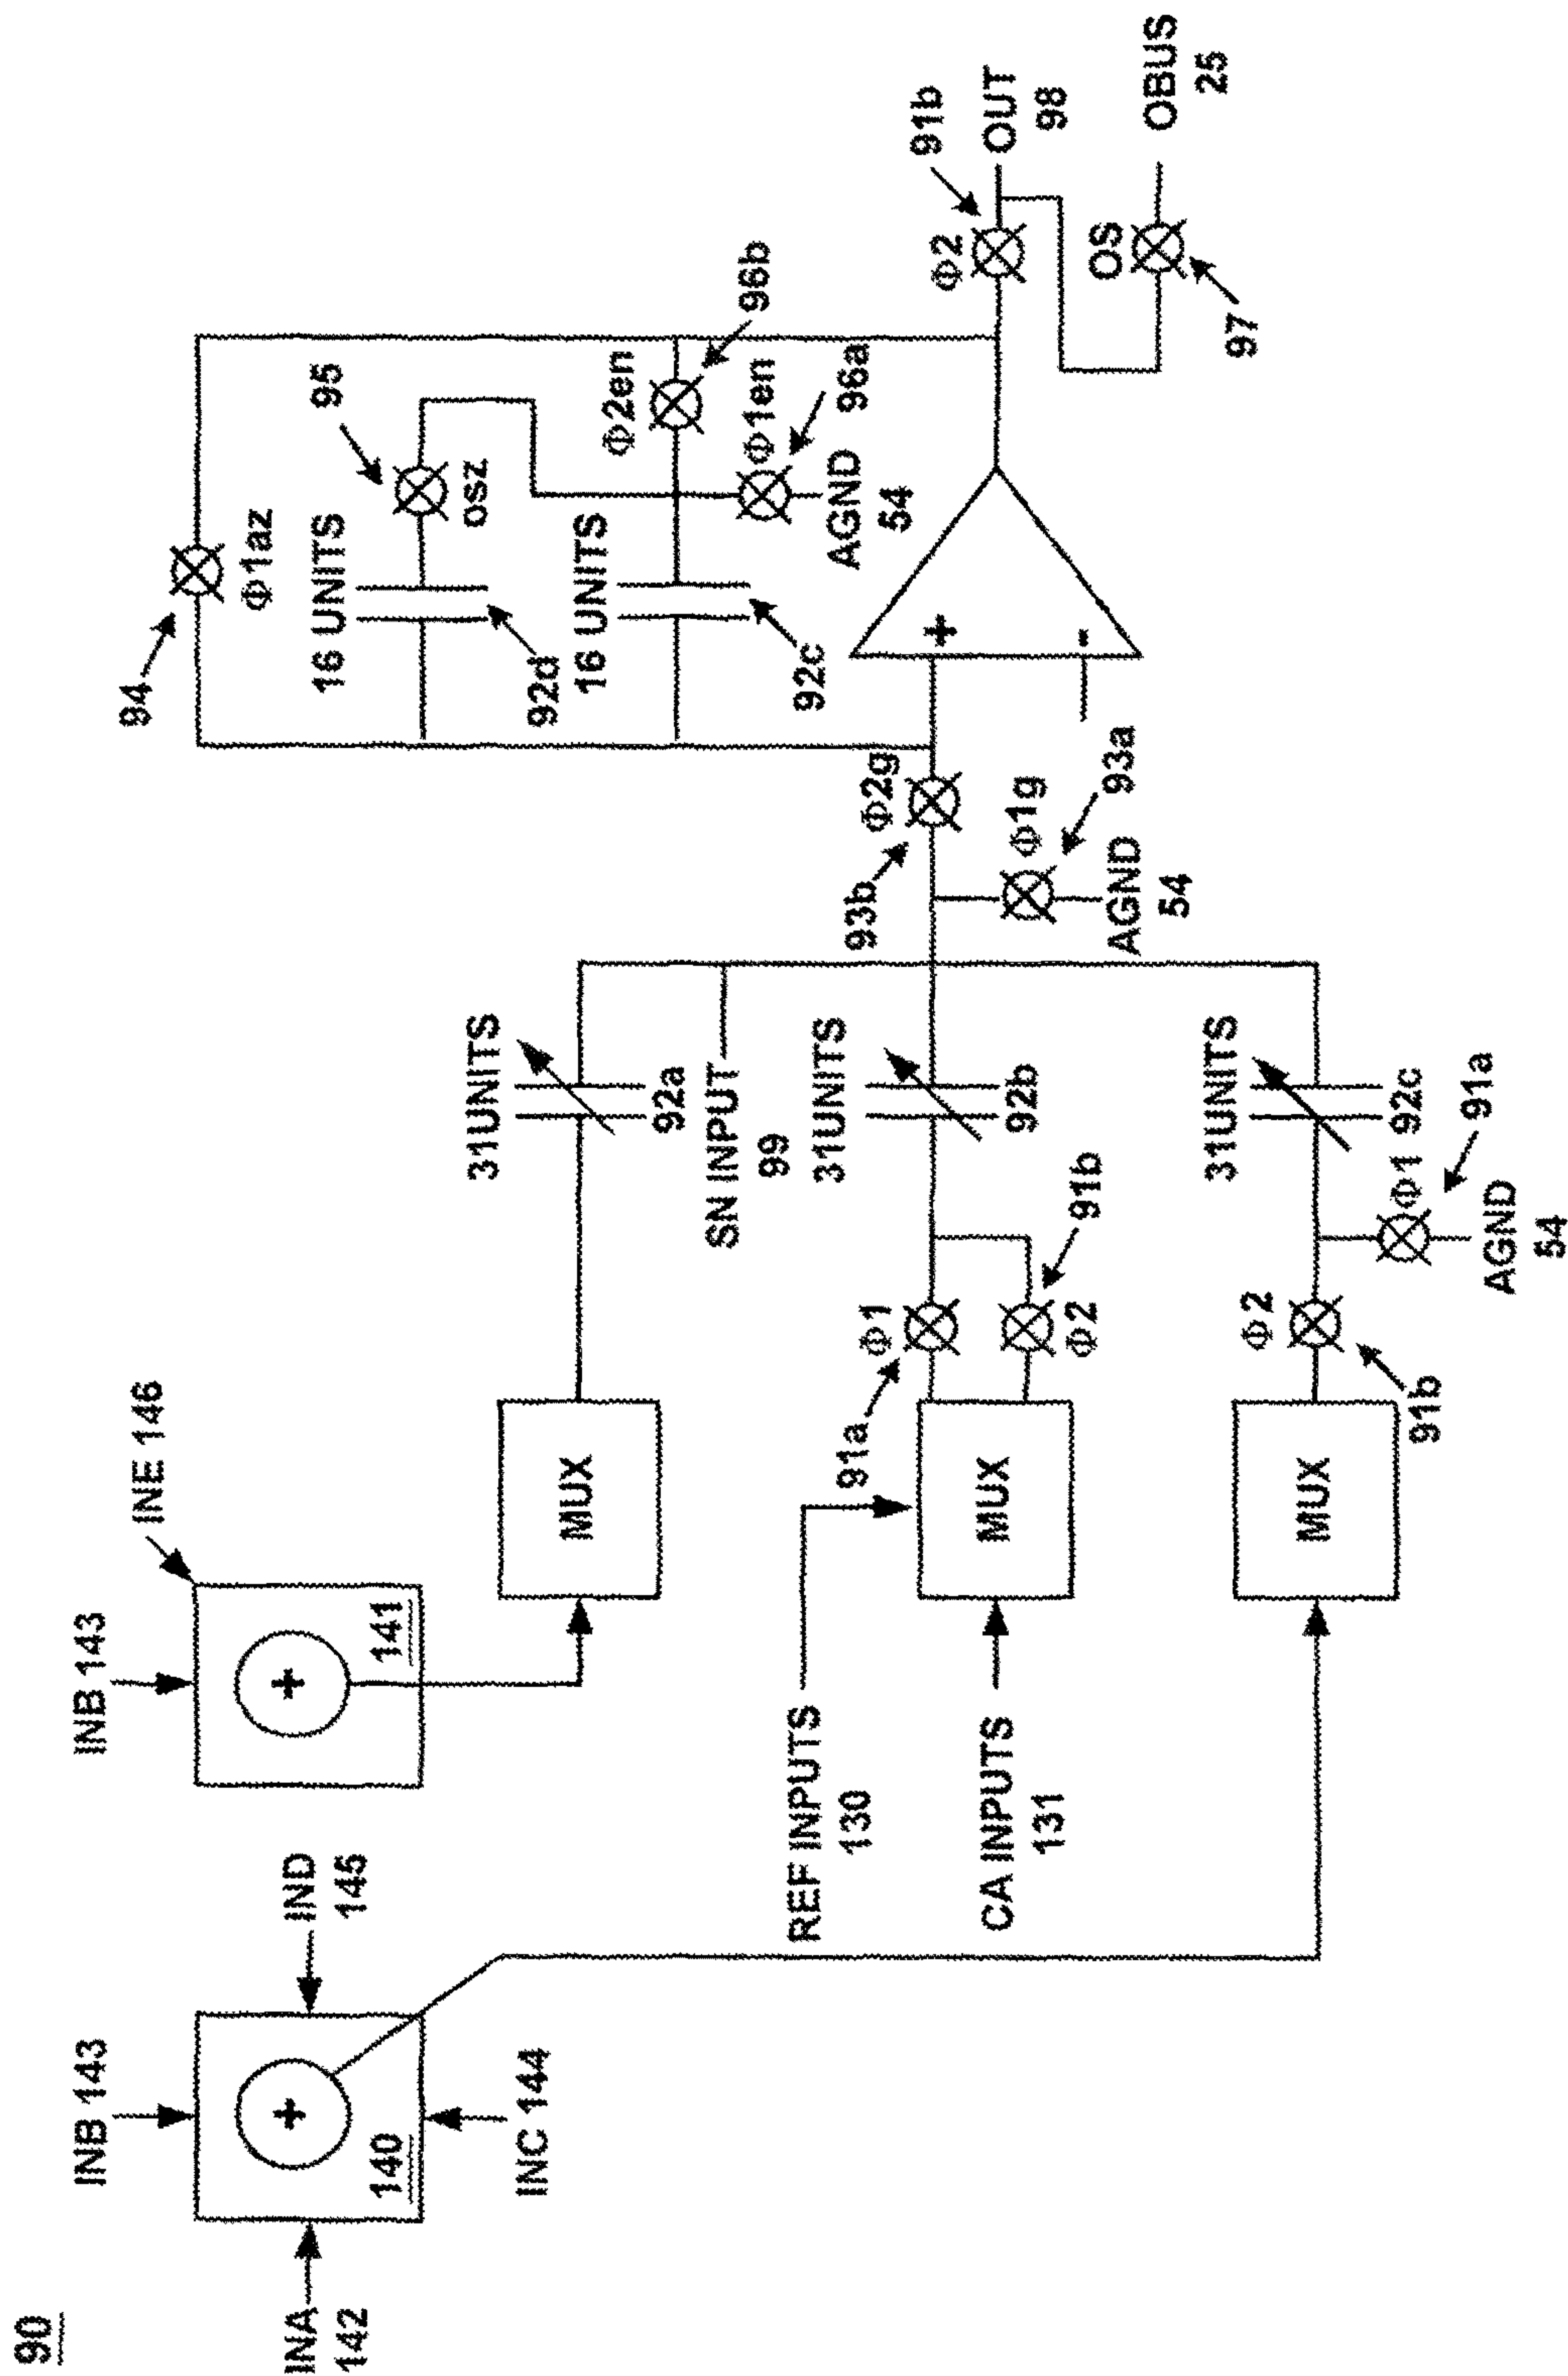 90
INA
142
INB 143
140
INC 144
IND
145
INB 143
INE 146
141
REF INPUTS
130
CA INPUTS
131
MUX
MUX
MUX
91a
Φ1
Φ2
91b
Φ2
91b
Φ1
91a
AGND
54
31UNITS
92a
SN INPUT
99
31UNITS
92b
31UNITS
92c
93b
Φ2g
Φ1g
93a
AGND
54
94
Φ1az
16 UNITS
92d
95
osz
16 UNITS
92c
Φ2en
96b
Φ1en
96a
AGND
54
+
-
+
+
Φ2
91b
OUT
98
OS
97
OBUS
25